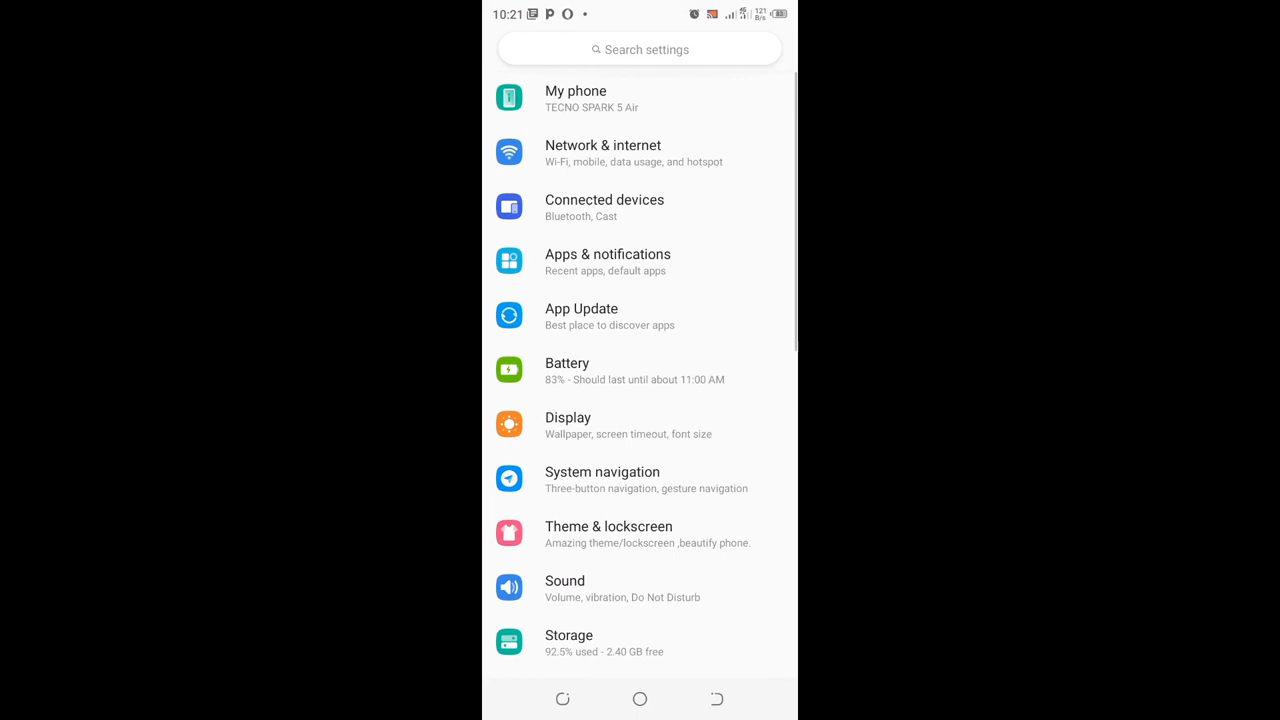 10:21 121 B/s 83
Search settings
My phone
TECNO SPARK 5 Air
Network & internet
Wi-Fi, mobile, data usage, and hotspot
Connected devices
Bluetooth, Cast
Apps & notifications
Recent apps, default apps
App Update
Best place to discover apps
Battery
83% - Should last until about 11:00 AM
Display
Wallpaper, screen timeout, font size
System navigation
Three-button navigation, gesture navigation
Theme & lockscreen
Amazing theme/lockscreen ,beautify phone.
Sound
Volume, vibration, Do Not Disturb
Storage
92.5% used - 2.40 GB free